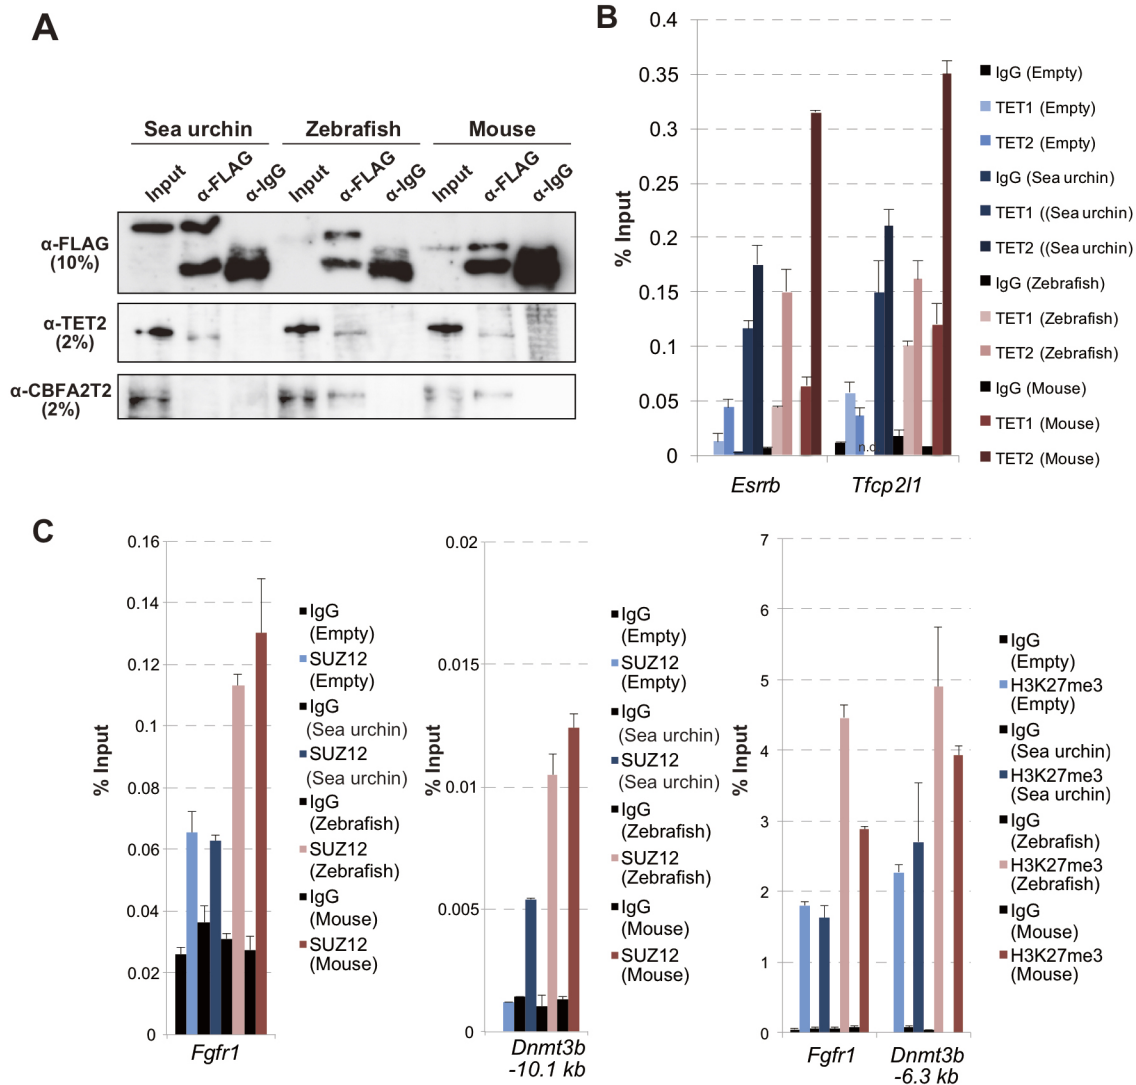 A
Sea urchin
Zebrafish
Mouse
Input
α-FLAG
α-IgG
Input
α-FLAG
α-IgG
Input
α-FLAG
α-IgG
α-FLAG
(10%)
α-TET2
(2%)
α-CBFA2T2
(2%)
B
% Input
0.4
0.35
0.3
0.25
0.2
0.15
0.1
0.05
0
n.d
Esrrb
Tfcp2l1
IgG (Empty)
TET1 (Empty)
TET2 (Empty)
IgG (Sea urchin)
TET1 ((Sea urchin)
TET2 ((Sea urchin)
IgG (Zebrafish)
TET1 (Zebrafish)
TET2 (Zebrafish)
IgG (Mouse)
TET1 (Mouse)
TET2 (Mouse)
C
% Input
0.16
0.14
0.12
0.1
0.08
0.06
0.04
0.02
0
Fgfr1
IgG
(Empty)
SUZ12
(Empty)
IgG
(Sea urchin)
SUZ12
(Sea urchin)
IgG
(Zebrafish)
SUZ12
(Zebrafish)
IgG
(Mouse)
SUZ12
(Mouse)
% Input
0.02
0.015
0.01
0.005
0
Dnmt3b
-10.1 kb
IgG
(Empty)
SUZ12
(Empty)
IgG
(Sea urchin)
SUZ12
(Sea urchin)
IgG
(Zebrafish)
SUZ12
(Zebrafish)
IgG
(Mouse)
SUZ12
(Mouse)
% Input
7
6
5
4
3
2
1
0
Fgfr1
Dnmt3b
-6.3 kb
IgG
(Empty)
H3K27me3
(Empty)
IgG
(Sea urchin)
H3K27me3
(Sea urchin)
IgG
(Zebrafish)
H3K27me3
(Zebrafish)
IgG
(Mouse)
H3K27me3
(Mouse)